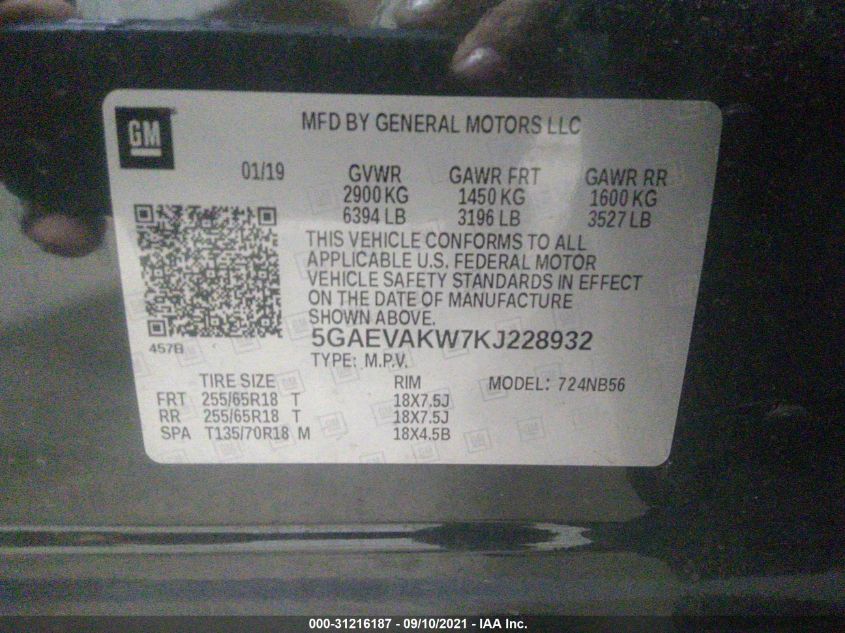 GM
MFD BY GENERAL MOTORS LLC
01/19 GVWR GAWR FRT GAWR RR
2900 KG 1450 KG 1600 KG
6394 LB 3196 LB 3527 LB
THIS VEHICLE CONFORMS TO ALL
APPLICABLE U.S. FEDERAL MOTOR
VEHICLE SAFETY STANDARDS IN EFFECT
ON THE DATE OF MANUFACTURE
SHOWN ABOVE.
457B
5GAEVAKW7KJ228932
TYPE: M.P.V.
TIRE SIZE RIM MODEL: 724NB56
FRT 255/65R18 T 18X7.5J
RR 255/65R18 T 18X7.5J
SPA T135/70R18 M 18X4.5B
000-31216187 - 09/10/2021 - IAA Inc.